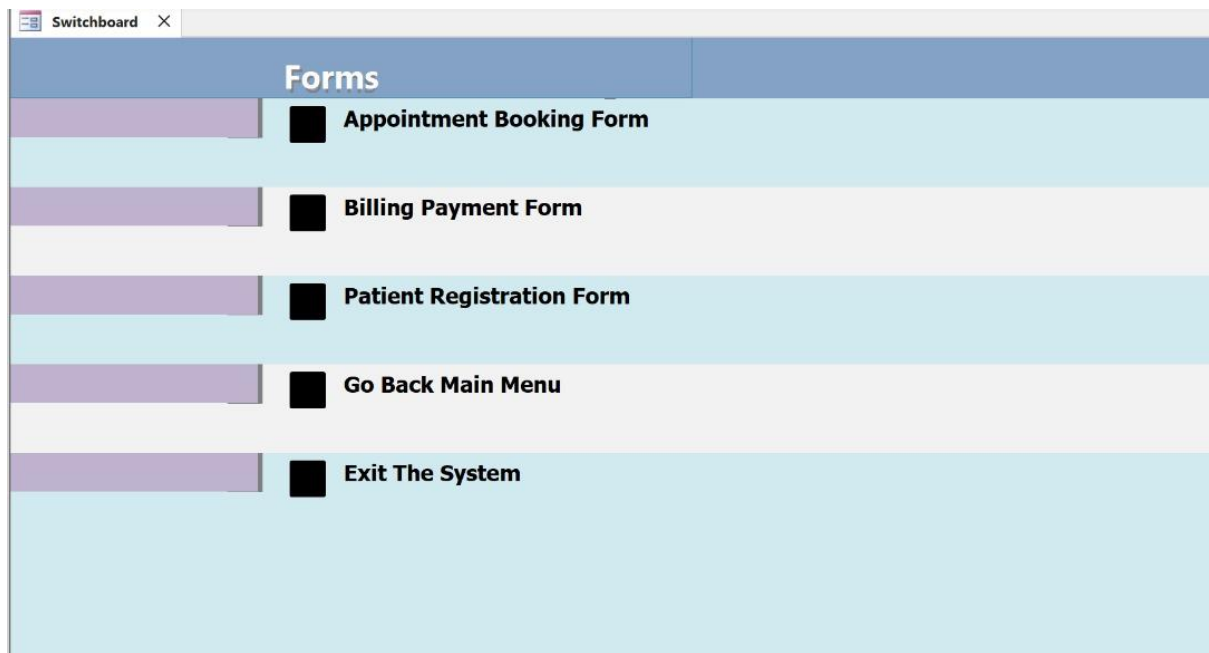 Switchboard
Forms
Appointment Booking Form
Billing Payment Form
Patient Registration Form
Go Back Main Menu
Exit The System